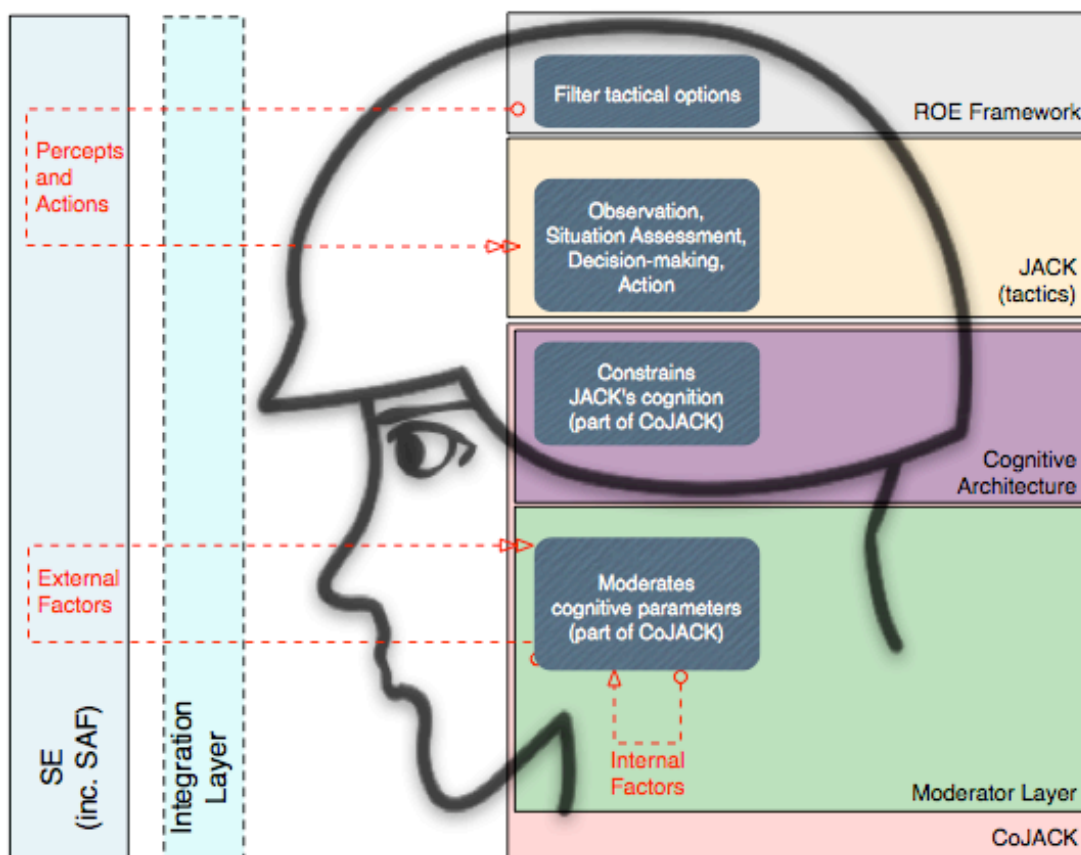 Filter tactical options
ROE Framework
Percepts
and
Actions
Observation,
Situation Assessment,
Decision-making,
Action
JACK
(tactics)
Constrains
JACK's cognition
(part of CoJACK)
Cognitive
Architecture
External
Factors
Moderates
cognitive parameters
(part of CoJACK)
Internal
Factors
Moderator Layer
CoJACK
SE
(inc. SAF)
Integration
Layer